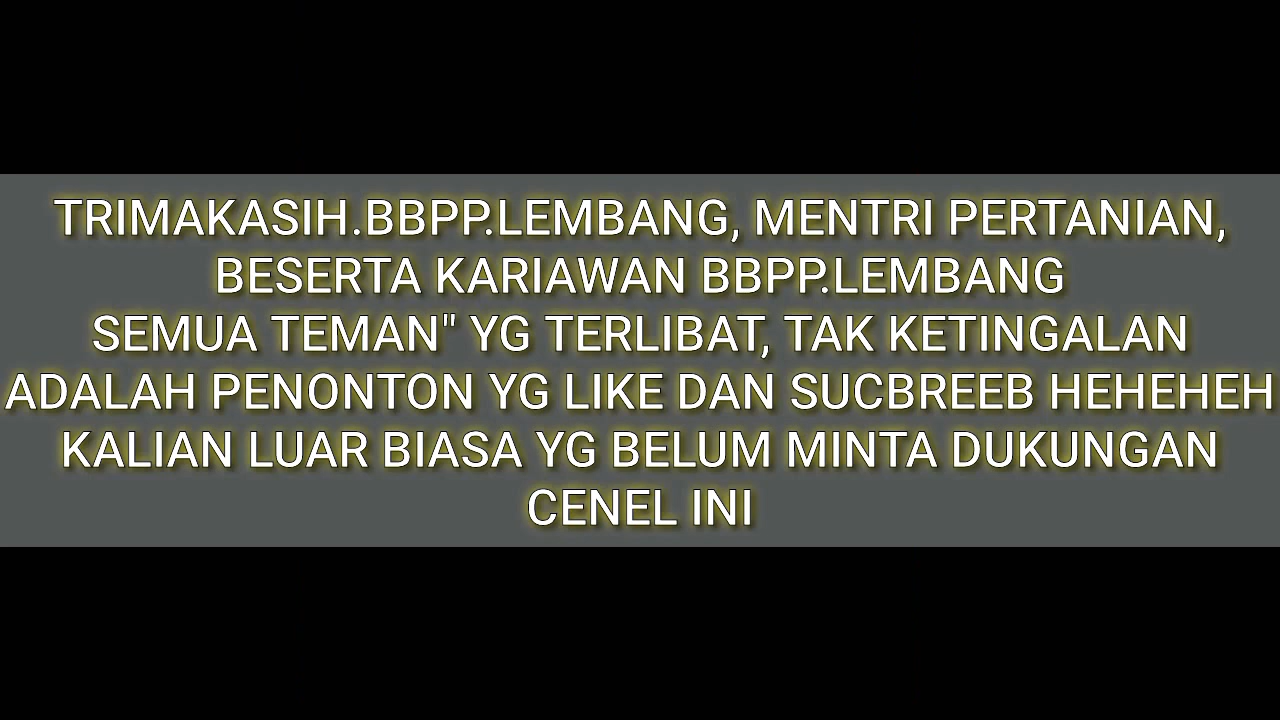 TRIMAKASIH.BBPP.LEMBANG, MENTRI PERTANIAN,
BESERTA KARIAWAN BBPP.LEMBANG
SEMUA TEMAN" YG TERLIBAT, TAK KETINGALAN
ADALAH PENONTON YG LIKE DAN SUCBREEB HEHEHEH
KALIAN LUAR BIASA YG BELUM MINTA DUKUNGAN
CENEL INI